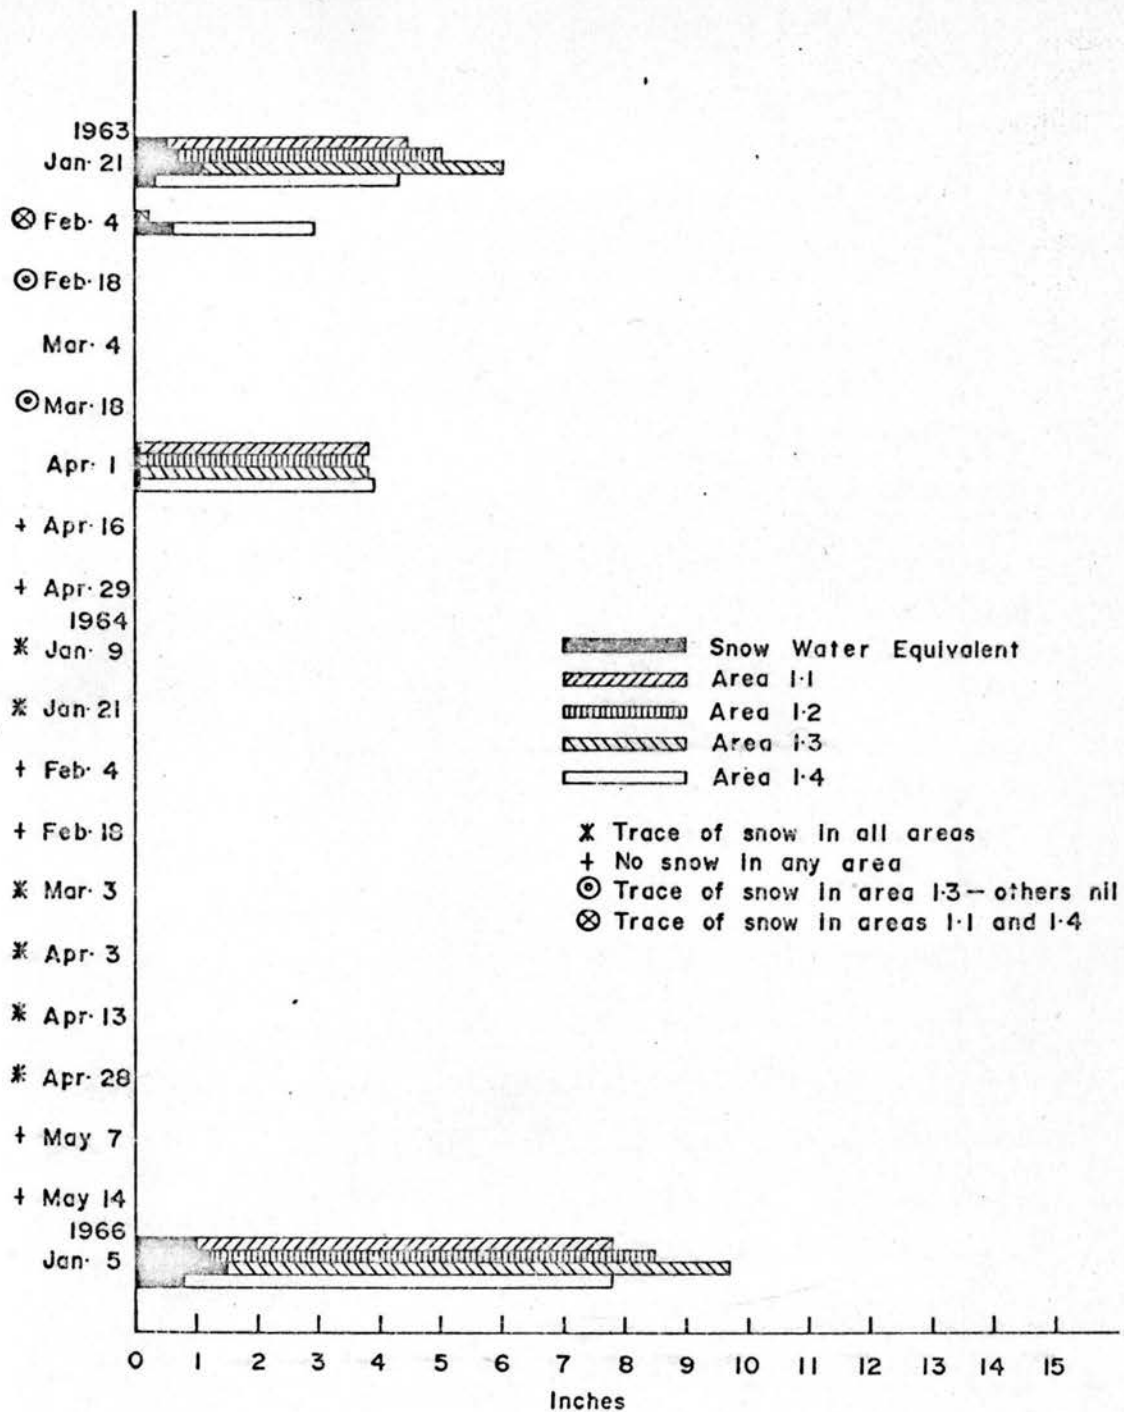 1963
Jan· 21
⊗ Feb· 4
⊙ Feb· 18
Mar· 4
⊙ Mar· 18
Apr· 1
+ Apr· 16
+ Apr· 29
1964
ж Jan· 9
ж Jan· 21
+ Feb· 4
+ Feb· 18
ж Mar· 3
ж Apr· 3
ж Apr· 13
ж Apr· 28
+ May 7
+ May 14
1966
Jan· 5
Snow Water Equivalent
Area 1·1
Area 1·2
Area 1·3
Area 1·4
ж Trace of snow in all areas
+ No snow in any area
⊙ Trace of snow in area 1·3 — others nil
⊗ Trace of snow in areas 1·1 and 1·4
0 1 2 3 4 5 6 7 8 9 10 11 12 13 14 15
Inches